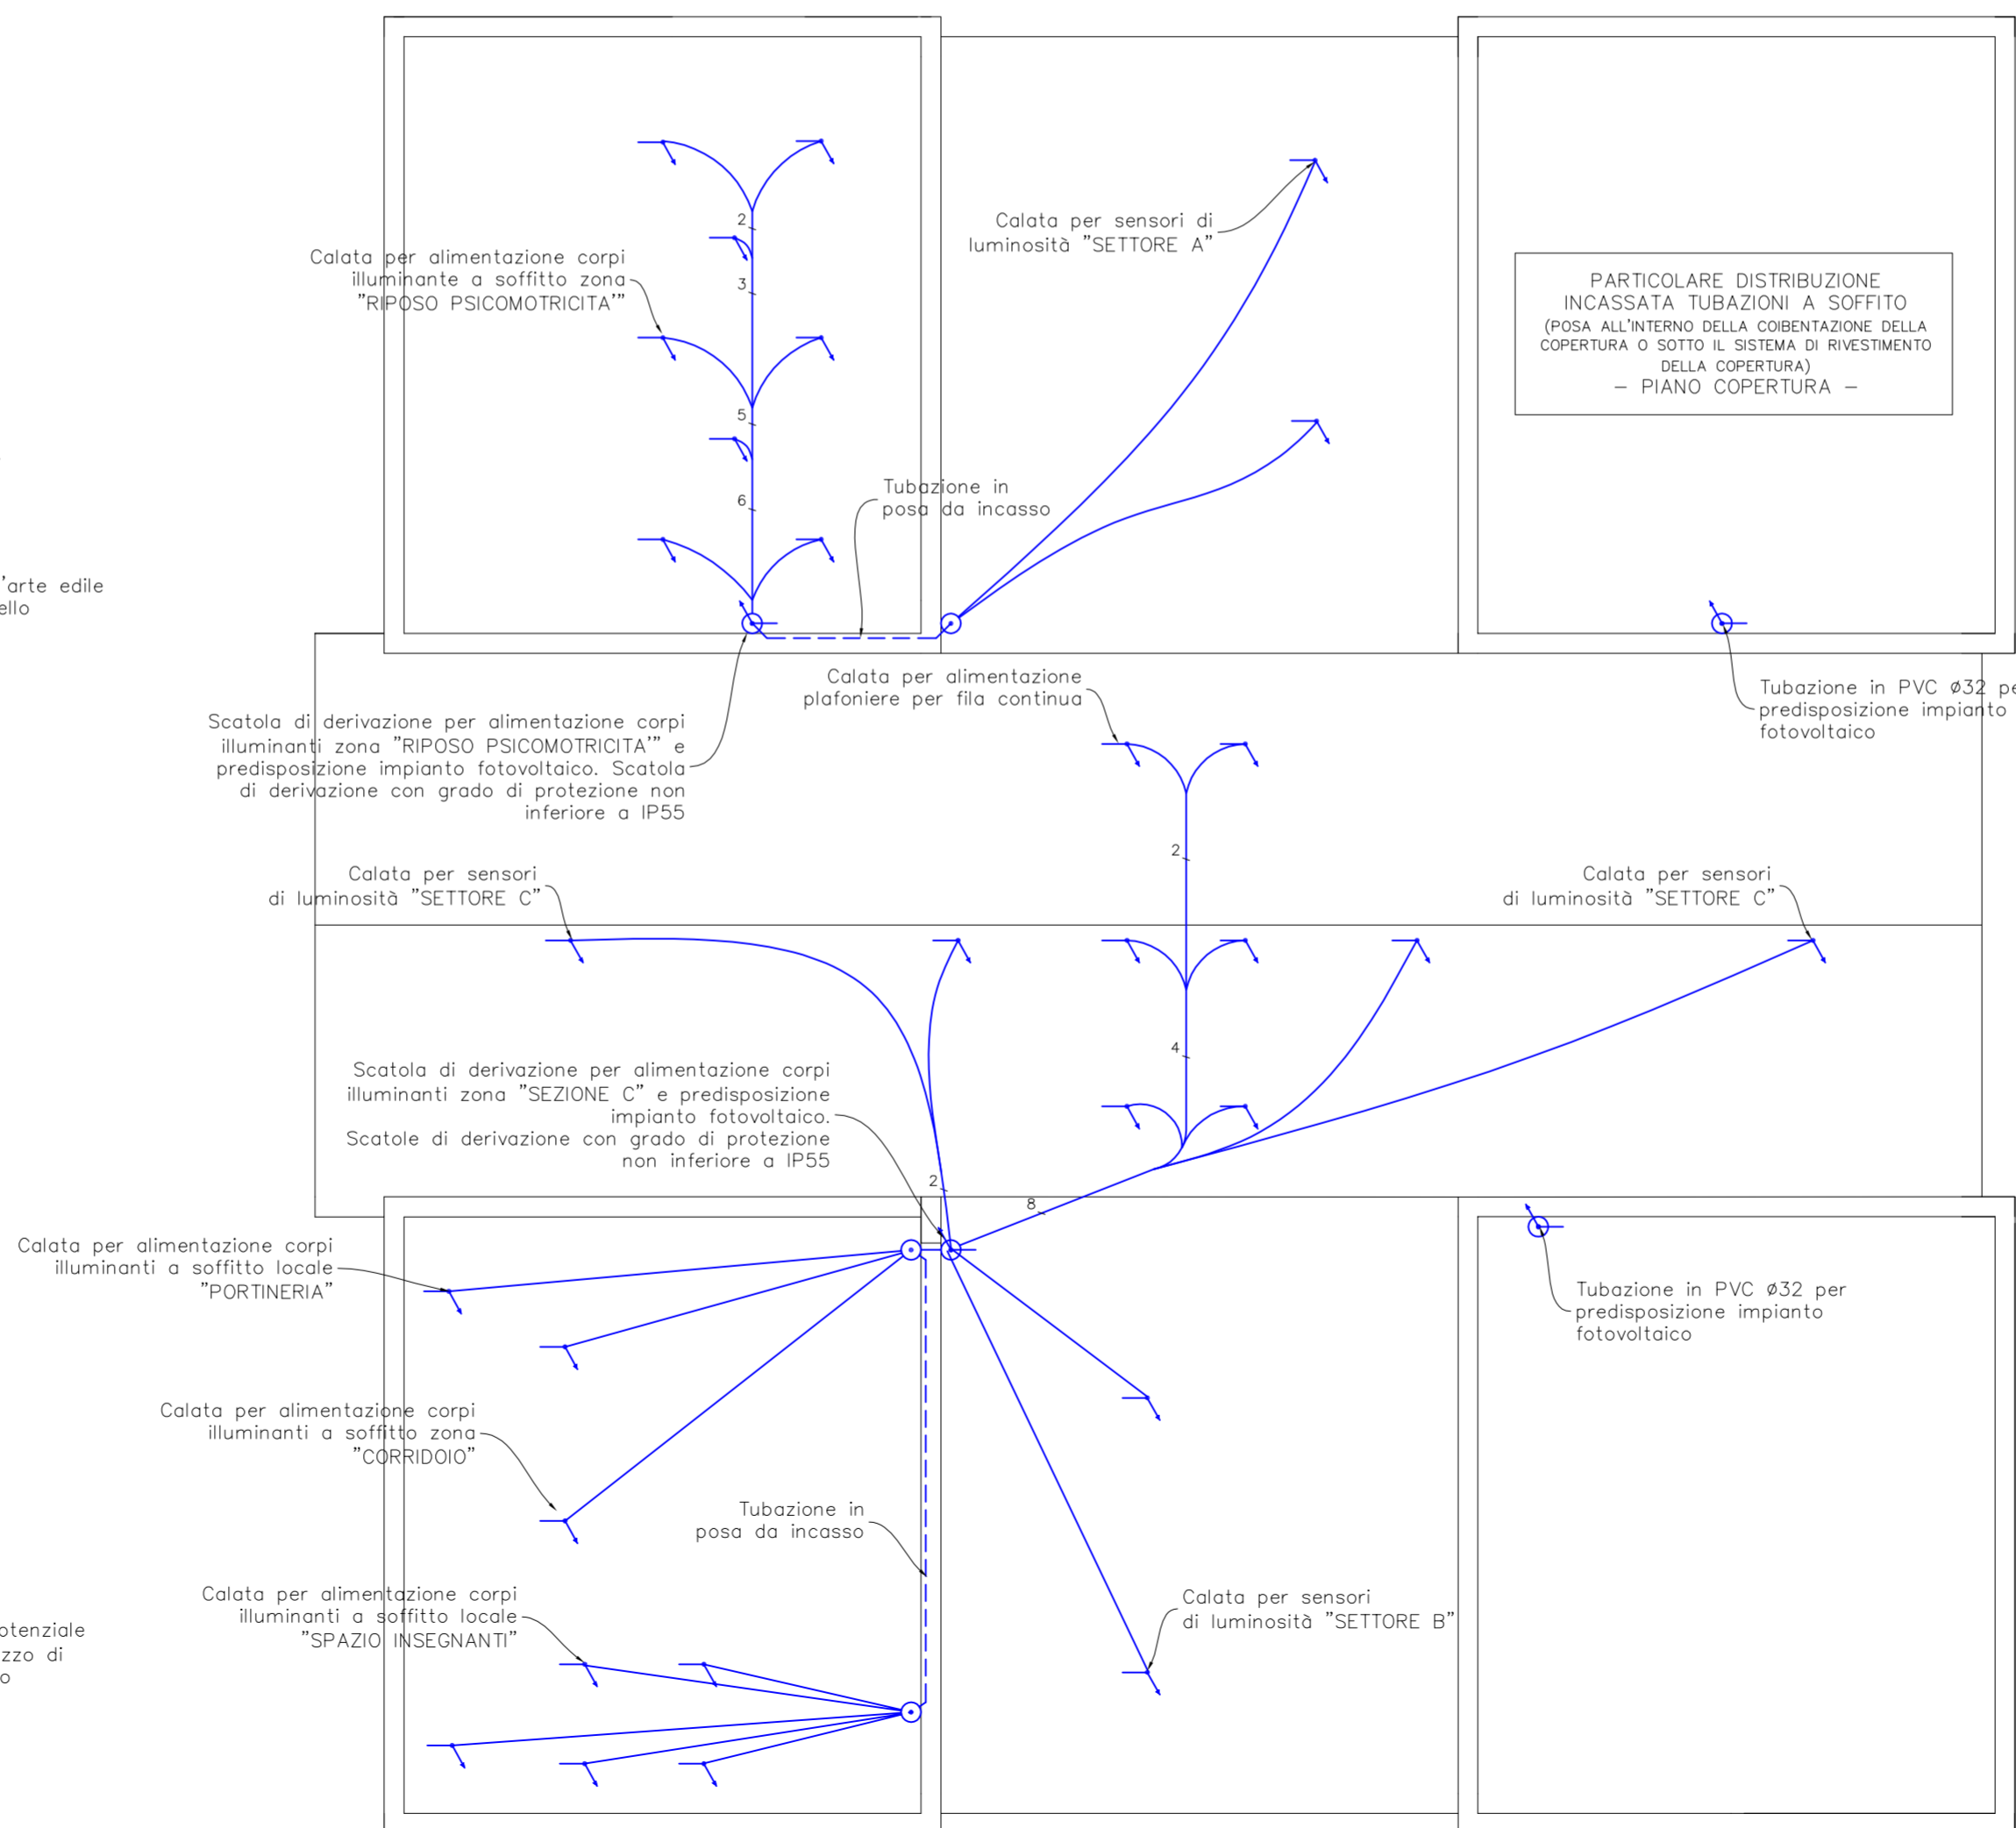 Calata per sensori di
luminosità "SETTORE A"
Calata per alimentazione corpi
illuminante a soffitto zona
"RIPOSO PSICOMOTRICITA'"
2
3
5
6
PARTICOLARE DISTRIBUZIONE
INCASSATA TUBAZIONI A SOFFITO
(POSA ALL'INTERNO DELLA COIBENTAZIONE DELLA
COPERTURA O SOTTO IL SISTEMA DI RIVESTIMENTO
DELLA COPERTURA)
– PIANO COPERTURA –
Tubazione in
posa da incasso
'arte edile
ello
Calata per alimentazione
plafoniere per fila continua
Tubazione in PVC ø32 pe
predisposizione impianto
fotovoltaico
Scatola di derivazione per alimentazione corpi
illuminanti zona "RIPOSO PSICOMOTRICITA'" e
predisposizione impianto fotovoltaico. Scatola
di derivazione con grado di protezione non
inferiore a IP55
2
Calata per sensori
di luminosità "SETTORE C"
Calata per sensori
di luminosità "SETTORE C"
4
Scatola di derivazione per alimentazione corpi
illuminanti zona "SEZIONE C" e predisposizione
impianto fotovoltaico.
Scatole di derivazione con grado di protezione
non inferiore a IP55
2
8
Calata per alimentazione corpi
illuminanti a soffitto locale
"PORTINERIA"
Tubazione in PVC ø32 per
predisposizione impianto
fotovoltaico
Calata per alimentazione corpi
illuminanti a soffitto zona
"CORRIDOIO"
Tubazione in
posa da incasso
Calata per alimentazione corpi
illuminanti a soffitto locale
"SPAZIO INSEGNANTI"
Calata per sensori
di luminosità "SETTORE B"
otenziale
zzo di
o